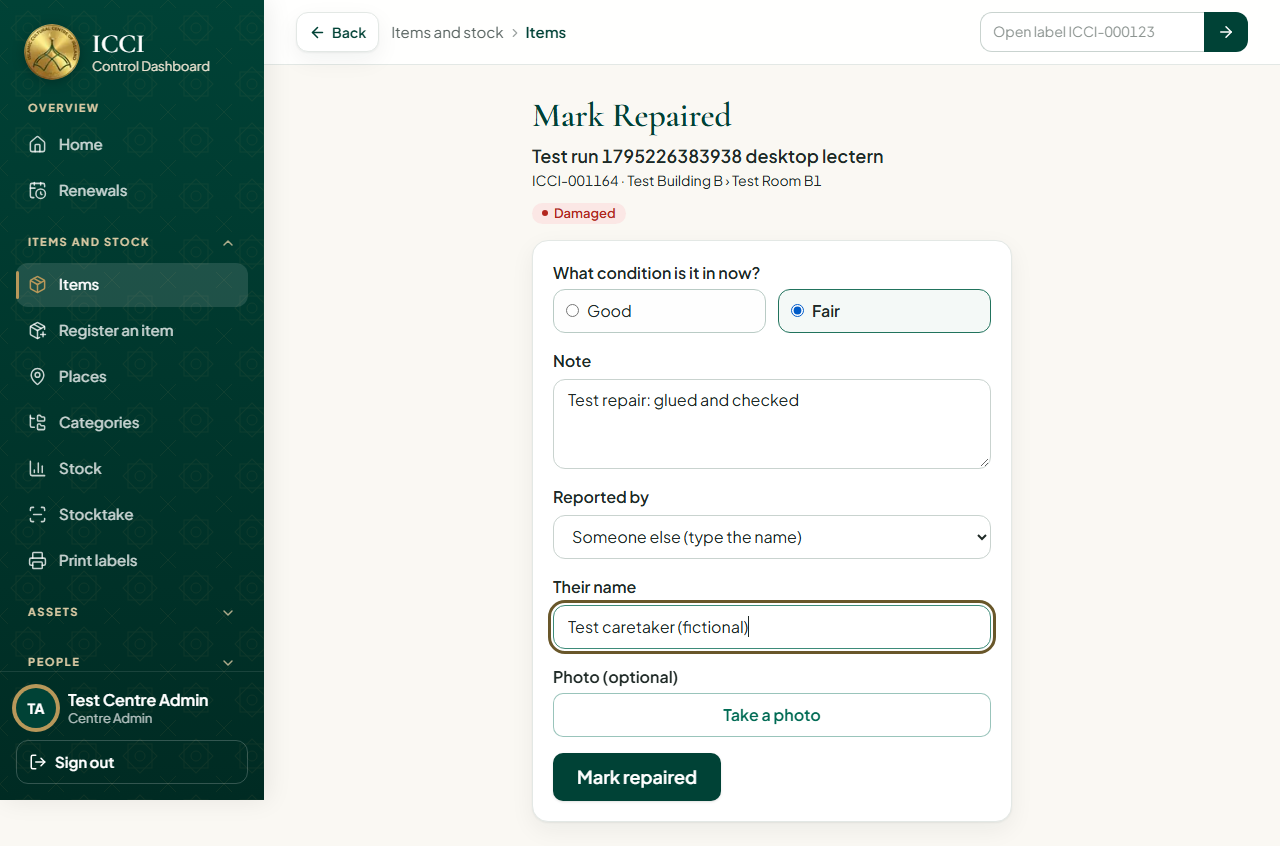 ICCI
Control Dashboard
OVERVIEW
Home
Renewals
ITEMS AND STOCK
Items
Register an item
Places
Categories
Stock
Stocktake
Print labels
ASSETS
PEOPLE
TA
Test Centre Admin
Centre Admin
Sign out
Back
Items and stock › Items
Open label ICCI-000123
Mark Repaired
Test run 1795226383938 desktop lectern
ICCI-001164 · Test Building B › Test Room B1
Damaged
What condition is it in now?
Good
Fair
Note
Test repair: glued and checked
Reported by
Someone else (type the name)
Their name
Test caretaker (fictional)
Photo (optional)
Take a photo
Mark repaired